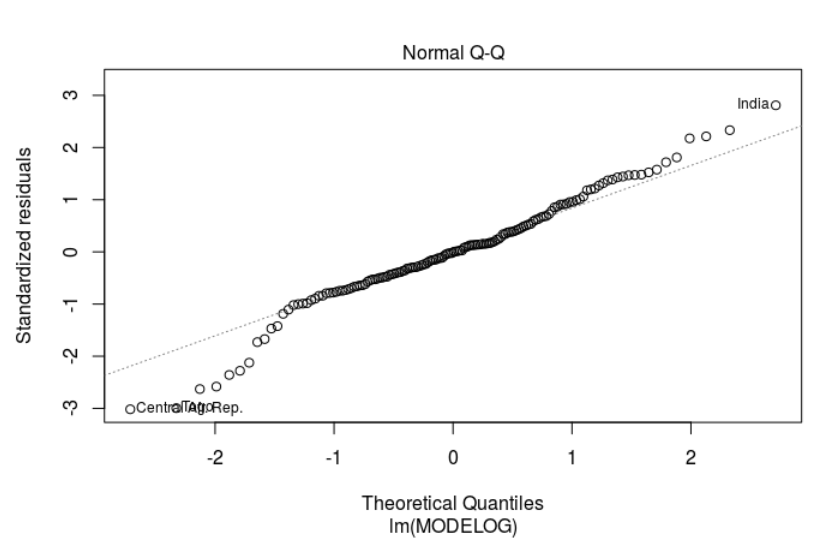 Normal Q-Q
3
2
1
0
-1
-2
-3
Standardized residuals
India
Central Afr. Rep.
Togo
-2
-1
0
1
2
Theoretical Quantiles
lm(MODELOG)